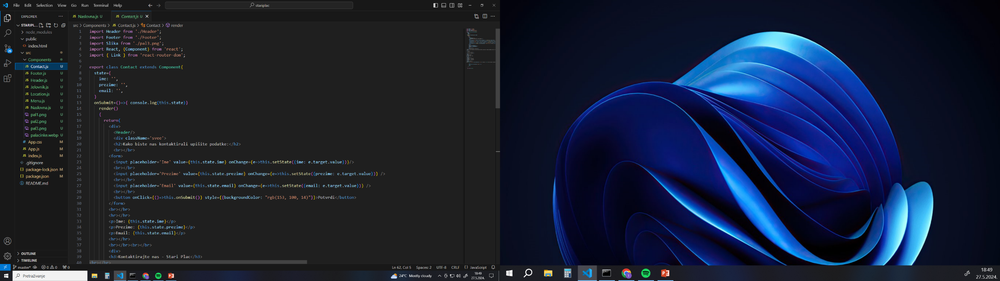 File Edit Selection View Go Run Terminal Help
stariplac
EXPLORER
STARIPL...
node_modules
public
index.html
src
Components
Contact.js U
Footer.js U
Header.js U
Jelovnik.js U
Location.js U
Menu.js U
Naslovna.js U
pal1.png U
pal2.png U
pal3.png U
palacinke.webp U
App.css M
App.js M
index.js M
.gitignore
package-lock.json M
package.json M
README.md
OUTLINE
TIMELINE
26
Naslovna.js U
Contact.js U
src > Components > JS Contact.js > Contact > render
1 import Header from './Header';
2 import Footer from './Footer';
3 import Slika from './pal3.png';
4 import React, {Component} from 'react';
5 import { Link } from 'react-router-dom';
6
7 export class Contact extends Component{
8 state={
9 ime: '',
10 prezime: '',
11 email: '',
12 }
13 onSubmit=()=>{ console.log(this.state)}
14 render()
15 {
16 return(
17 <div>
18 <Header/>
19 <div className='svee'>
20 <h2>Kako biste nas kontaktirali upišite podatke:</h2>
21 <br></br>
22 <form>
23 <input placeholder='Ime' value={this.state.ime} onChange={e=>this.setState({ime: e.target.value})}/>
24 <br></br>
25 <input placeholder='Prezime' value={this.state.prezime} onChange={e=>this.setState({prezime: e.target.value})} />
26 <br></br>
27 <input placeholder='Email' value={this.state.email} onChange={e=>this.setState({email: e.target.value})} />
28 <br></br>
29 <button onClick={()=>this.onSubmit()} style={{backgroundColor: "rgb(153, 100, 14)"}}>Potvrdi</button>
30 </form>
31 <br></br>
32 <hr></hr>
33 <p>Ime: {this.state.ime}</p>
34 <p>Prezime: {this.state.prezime}</p>
35 <p>Email: {this.state.email}</p>
36 <hr></hr>
37 <br></br><br></br>
38 <div>
39 <h3>Kontaktirajte nas - Stari Plac</h3>
40 <br></br>
master* 0 0 0
Ln 62, Col 5 Spaces: 2 UTF-8 CRLF {} JavaScript
Pretraživanje
24°C Mostly cloudy
18:49
27.5.2024.
18:49
27.5.2024.